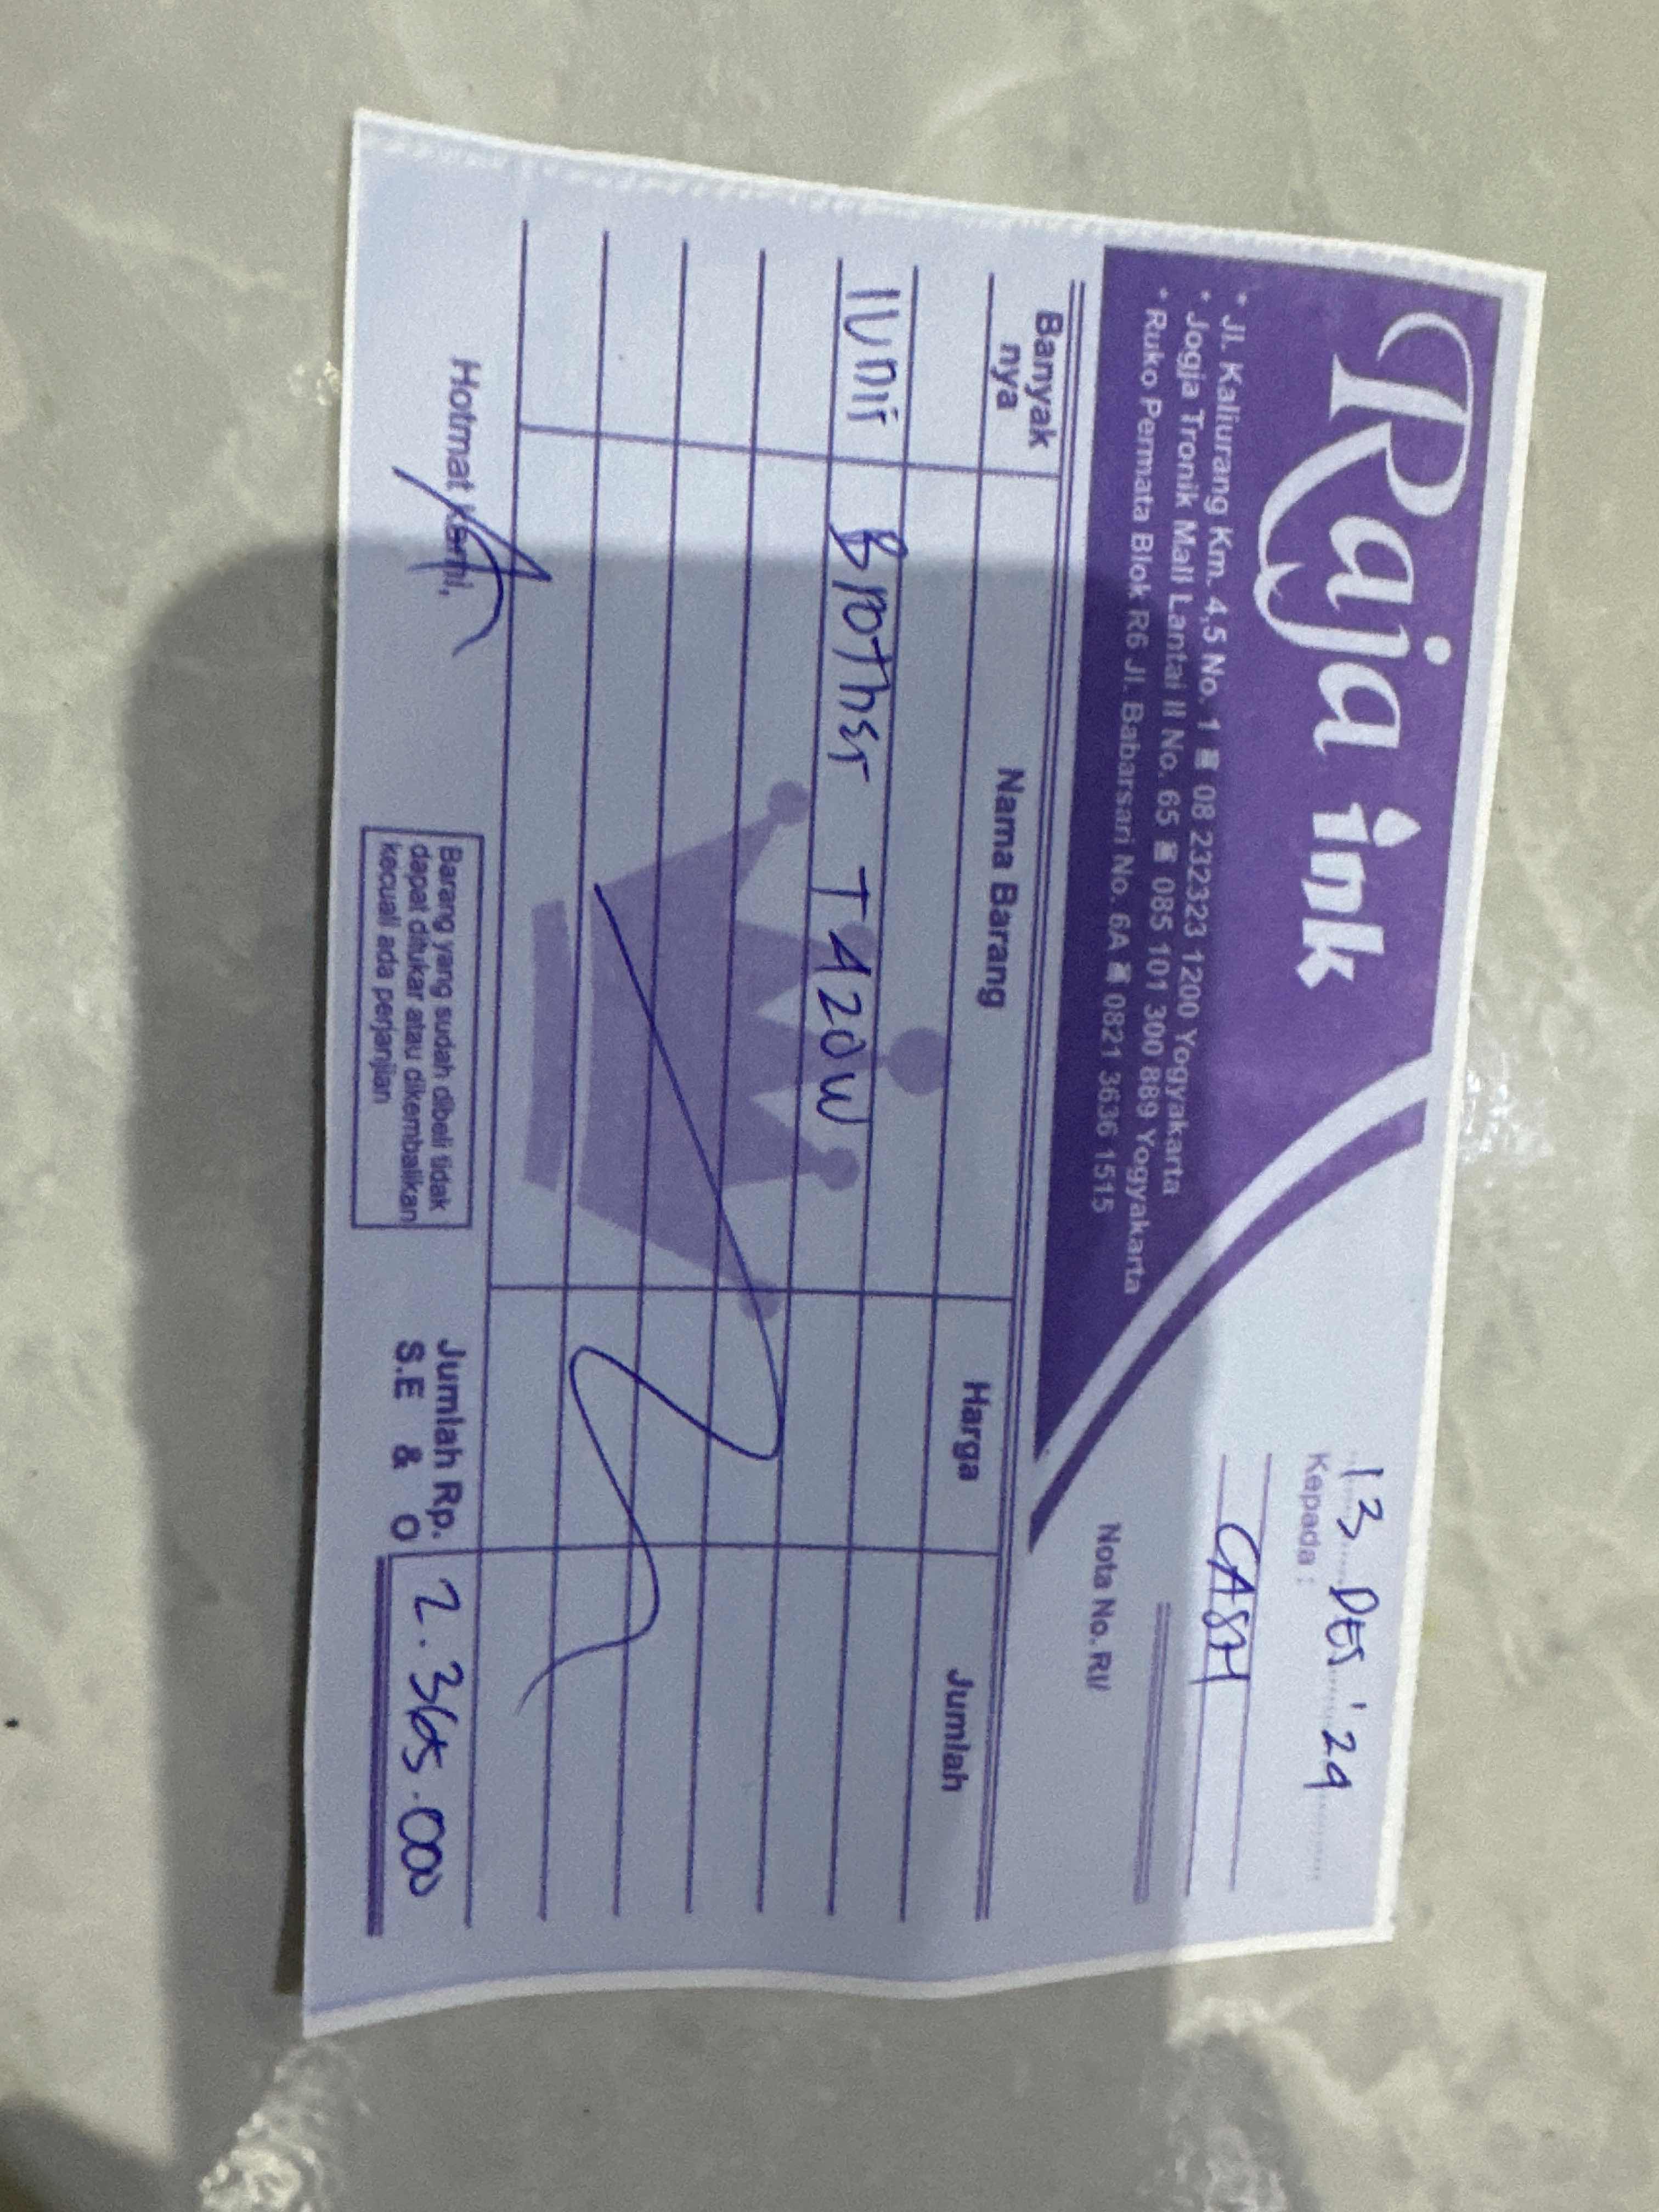 Raja ink
* Jl. Kaliurang Km. 4,5 No. 1 ☎ 08 232323 1200 Yogyakarta
* Jogja Tronik Mall Lantai II No. 65 ☎ 085 101 300 889 Yogyakarta
* Ruko Permata Blok R6 Jl. Babarsari No. 6A ☎ 0821 3636 1515
13 DES '24
Kepada :
CASH
Nota No. RI/
Banyak nya Nama Barang Harga Jumlah
1 Unit Brother T420W
Hotmat Kami,
Barang yang sudah dibeli tidak
dapat ditukar atau dikembalikan
kecuali ada perjanjian
Jumlah Rp. 2.365.000
S.E & O